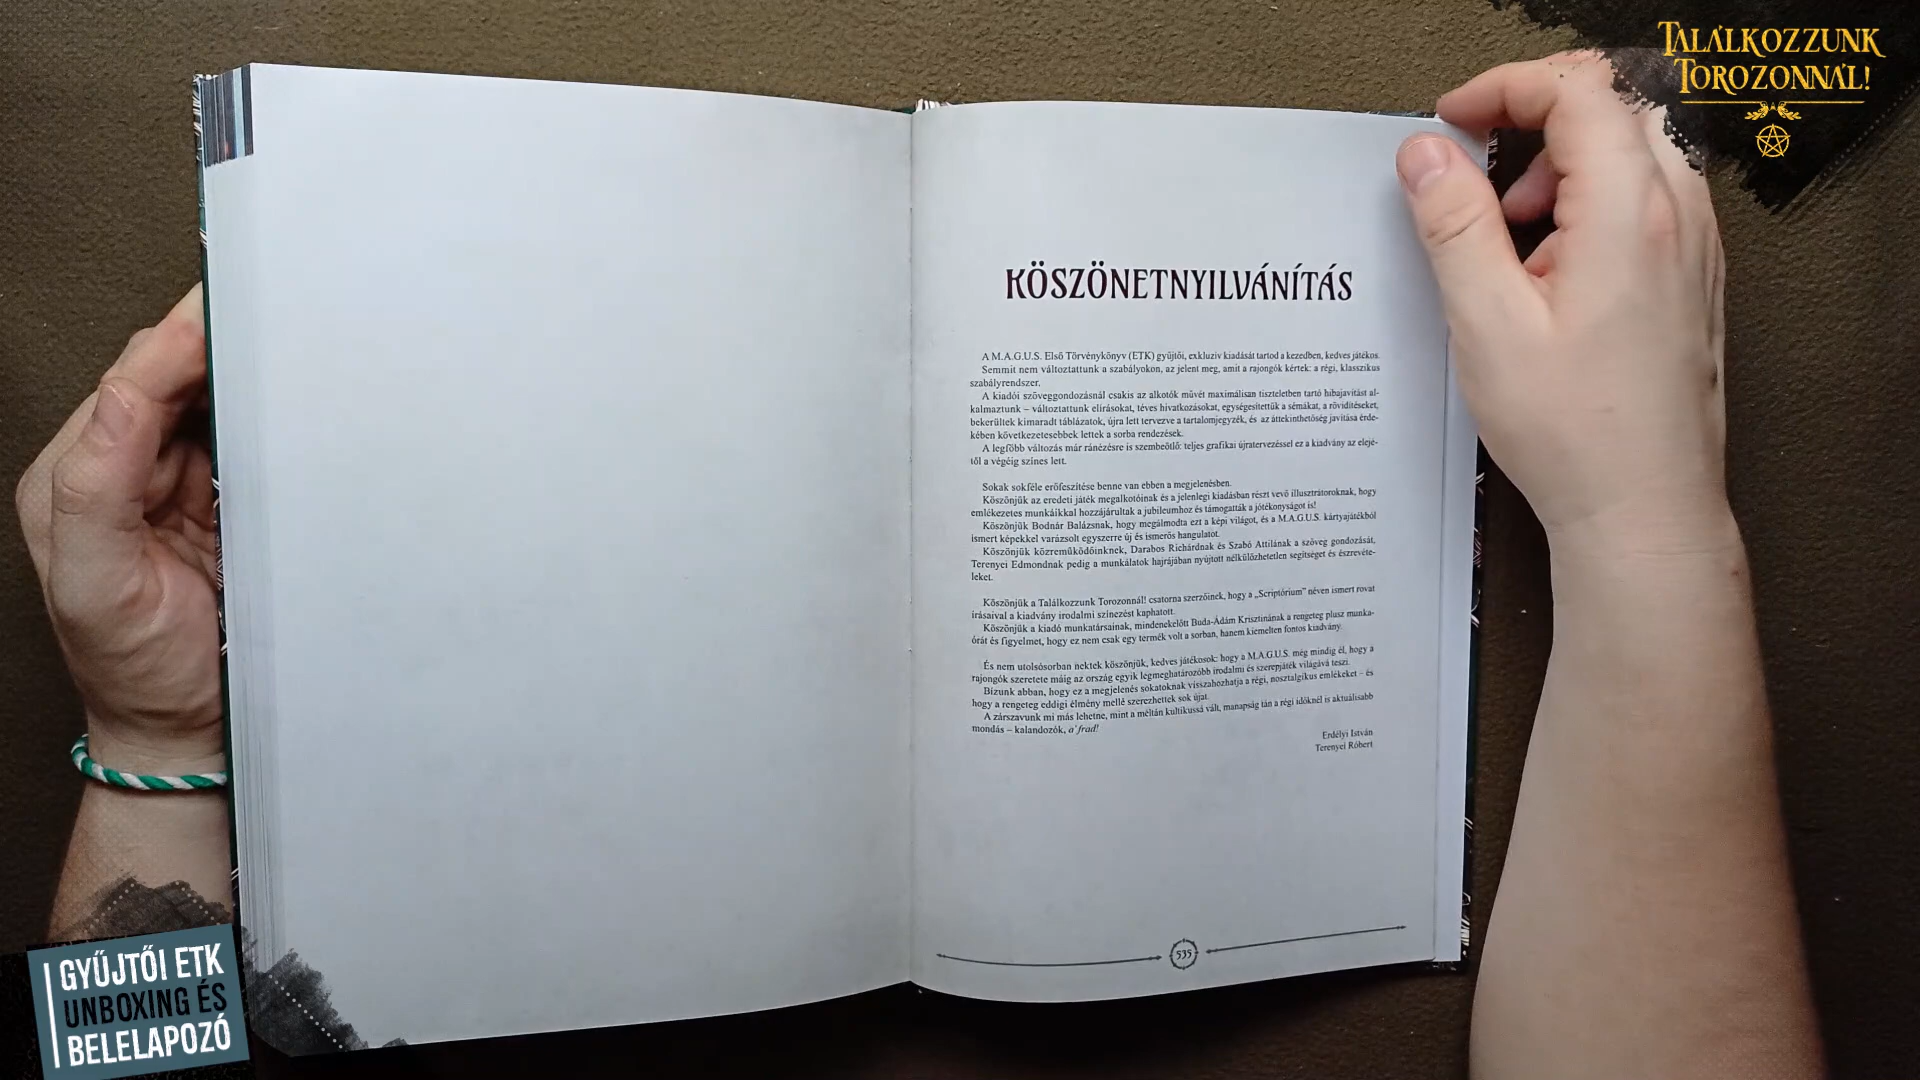 TALÁLKOZZUNK
TOROZONNÁL!
KÖSZÖNETNYILVÁNÍTÁS
A M.A.G.U.S. Első Törvénykönyv (ETK) gyűjtői, exkluzív kiadását tartod a kezedben, kedves játékos.
Semmit nem változtattunk a szabályokon, az jelent meg, amit a rajongók kértek: a régi, klasszikus
szabályrendszer.
A kiadói szöveggondozásnál csakis az alkotók művét maximálisan tiszteletben tartó hibajavítást al-
kalmaztunk – változtattunk elírásokat, téves hivatkozásokat, egységesítettük a sémákat, a rövidítéseket,
bekerültek kimaradt táblázatok, újra lett tervezve a tartalomjegyzék, és az áttekinthetőség javítása érde-
kében következetesebbek lettek a sorba rendezések.
A legfőbb változás már ránézésre is szembeötlő: teljes grafikai újratervezéssel ez a kiadvány az elejé-
től a végéig színes lett.
Sokak sokféle erőfeszítése benne van ebben a megjelenésben.
Köszönjük az eredeti játék megalkotóinak és a jelenlegi kiadásban részt vevő illusztrátoroknak, hogy
emlékezetes munkáikkal hozzájárultak a jubileumhoz és támogatták a jótékonyságot is!
Köszönjük Bodnár Balázsnak, hogy megálmodta ezt a képi világot, és a M.A.G.U.S. kártyajátékból
ismert képekkel varázsolt egyszerre új és ismerős hangulatot.
Köszönjük közreműködőinknek, Darabos Richárdnak és Szabó Attilának a szöveg gondozását,
Terenyei Edmondnak pedig a munkálatok hajrájában nyújtott nélkülözhetetlen segítséget és észrevéte-
leket.
Köszönjük a Találkozzunk Torozonnál! csatorna szerzőinek, hogy a „Scriptórium” néven ismert rovat
írásaival a kiadvány irodalmi színezést kaphatott.
Köszönjük a kiadó munkatársainak, mindenekelőtt Buda-Ádám Krisztinának a rengeteg plusz munka-
órát és figyelmet, hogy ez nem csak egy termék volt a sorban, hanem kiemelten fontos kiadvány.
És nem utolsósorban nektek köszönjük, kedves játékosok: hogy a M.A.G.U.S. még mindig él, hogy a
rajongók szeretete máig az ország egyik legmeghatározóbb irodalmi és szerepjáték világává teszi.
Bízunk abban, hogy ez a megjelenés sokatoknak visszahozhatja a régi, nosztalgikus emlékeket – és
hogy a rengeteg eddigi élmény mellé szerezhettek sok újat.
A zárszavunk mi más lehetne, mint a méltán kultikussá vált, manapság tán a régi időknél is aktuálisabb
mondás – kalandozók, a’frad!
Erdélyi István
Terenyei Róbert
535
GYŰJTŐI ETK
UNBOXING ÉS
BELELAPOZÓ